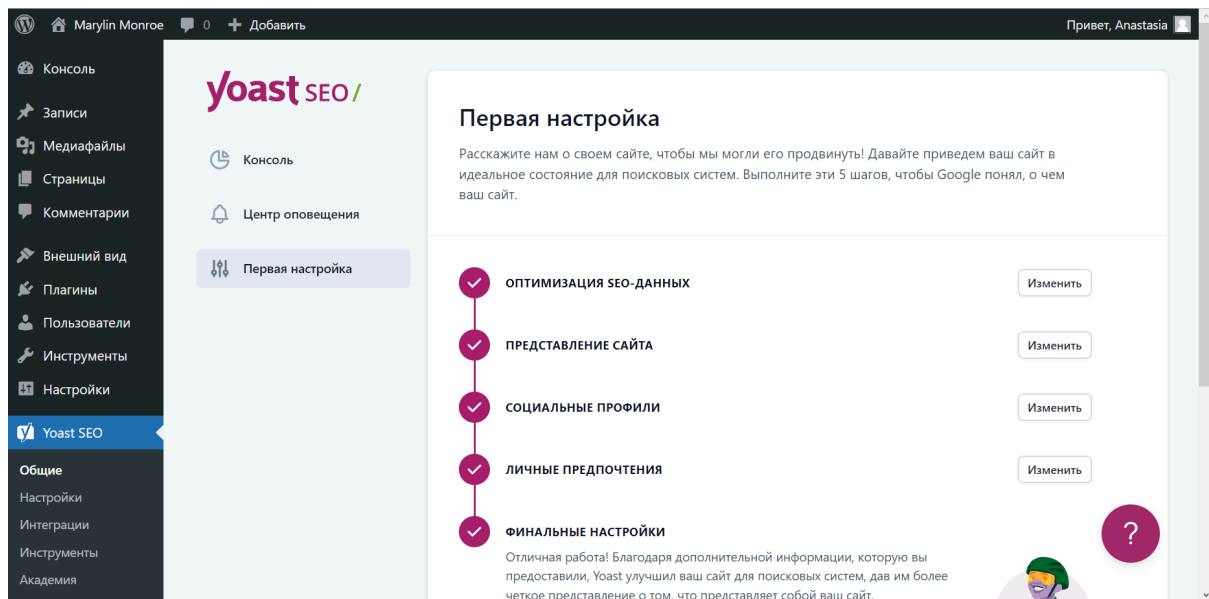 Marylin Monroe 0 Добавить Привет, Anastasia
Консоль
Записи
Медиафайлы
Страницы
Комментарии
Внешний вид
Плагины
Пользователи
Инструменты
Настройки
Yoast SEO
Общие
Настройки
Интеграции
Инструменты
Академия
yoast SEO/
Консоль
Центр оповещения
Первая настройка
Первая настройка
Расскажите нам о своем сайте, чтобы мы могли его продвинуть! Давайте приведем ваш сайт в
идеальное состояние для поисковых систем. Выполните эти 5 шагов, чтобы Google понял, о чем
ваш сайт.
ОПТИМИЗАЦИЯ SEO-ДАННЫХ Изменить
ПРЕДСТАВЛЕНИЕ САЙТА Изменить
СОЦИАЛЬНЫЕ ПРОФИЛИ Изменить
ЛИЧНЫЕ ПРЕДПОЧТЕНИЯ Изменить
ФИНАЛЬНЫЕ НАСТРОЙКИ
Отличная работа! Благодаря дополнительной информации, которую вы
предоставили, Yoast улучшил ваш сайт для поисковых систем, дав им более
четкое представление о том, что представляет собой ваш сайт.
?